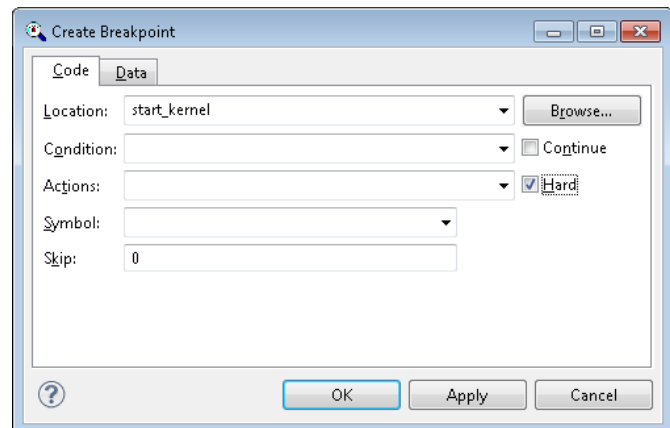 Create Breakpoint
Code Data
Location: start_kernel Browse...
Condition: Continue
Actions: Hard
Symbol:
Skip: 0
? OK Apply Cancel